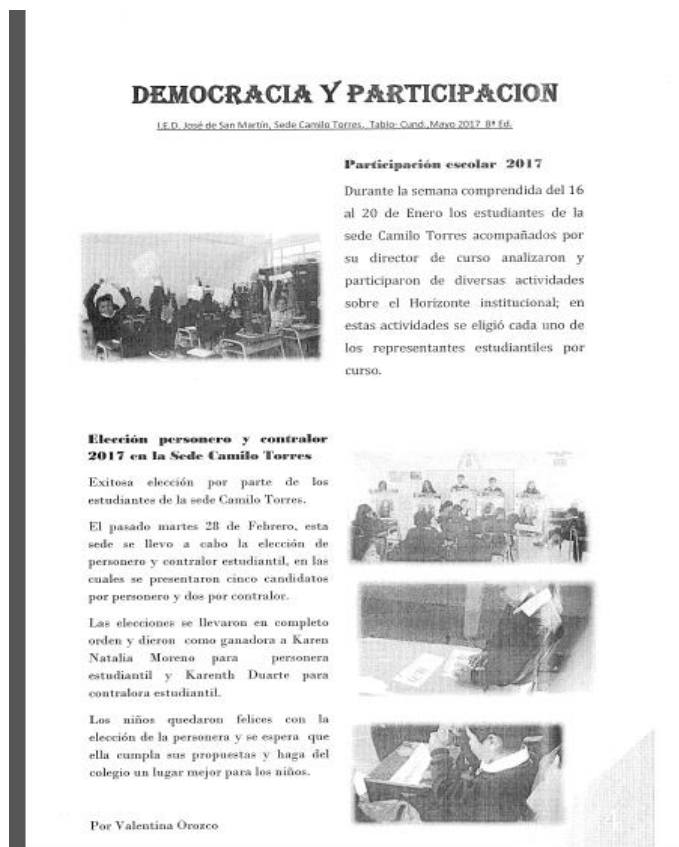 DEMOCRACIA Y PARTICIPACION
I.E.D. José de San Martín, Sede Camilo Torres, Tabio- Cund.,Mayo 2017 8ª Ed.
Participación escolar 2017
Durante la semana comprendida del 16
al 20 de Enero los estudiantes de la
sede Camilo Torres acompañados por
su director de curso analizaron y
participaron de diversas actividades
sobre el Horizonte institucional; en
estas actividades se eligió cada uno de
los representantes estudiantiles por
curso.
Elección personero y contralor
2017 en la Sede Camilo Torres
Exitosa elección por parte de los
estudiantes de la sede Camilo Torres.
El pasado martes 28 de Febrero, esta
sede se llevo a cabo la elección de
personero y contralor estudiantil, en las
cuales se presentaron cinco candidatos
por personero y dos por contralor.
Las elecciones se llevaron en completo
orden y dieron como ganadora a Karen
Natalia Moreno para personera
estudiantil y Karenth Duarte para
contralora estudiantil.
Los niños quedaron felices con la
elección de la personera y se espera que
ella cumpla sus propuestas y haga del
colegio un lugar mejor para los niños.
Por Valentina Orozco